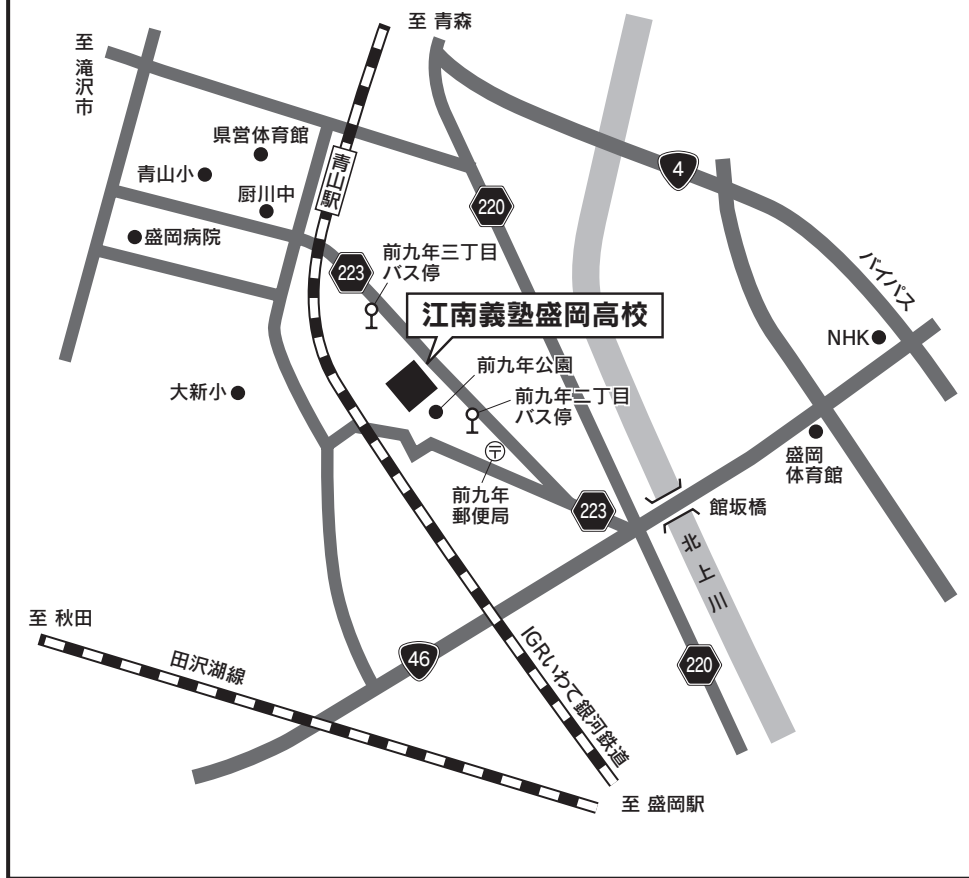 至 青森
至 滝沢市
県営体育館
青山小
厨川中
盛岡病院
青山駅
220
4
223
前九年三丁目
バス停
バイパス
江南義塾盛岡高校
NHK
前九年公園
大新小
前九年二丁目
バス停
盛岡
体育館
〒
前九年
郵便局
223
館坂橋
北上川
至 秋田
田沢湖線
46
IGRいわて銀河鉄道
220
至 盛岡駅